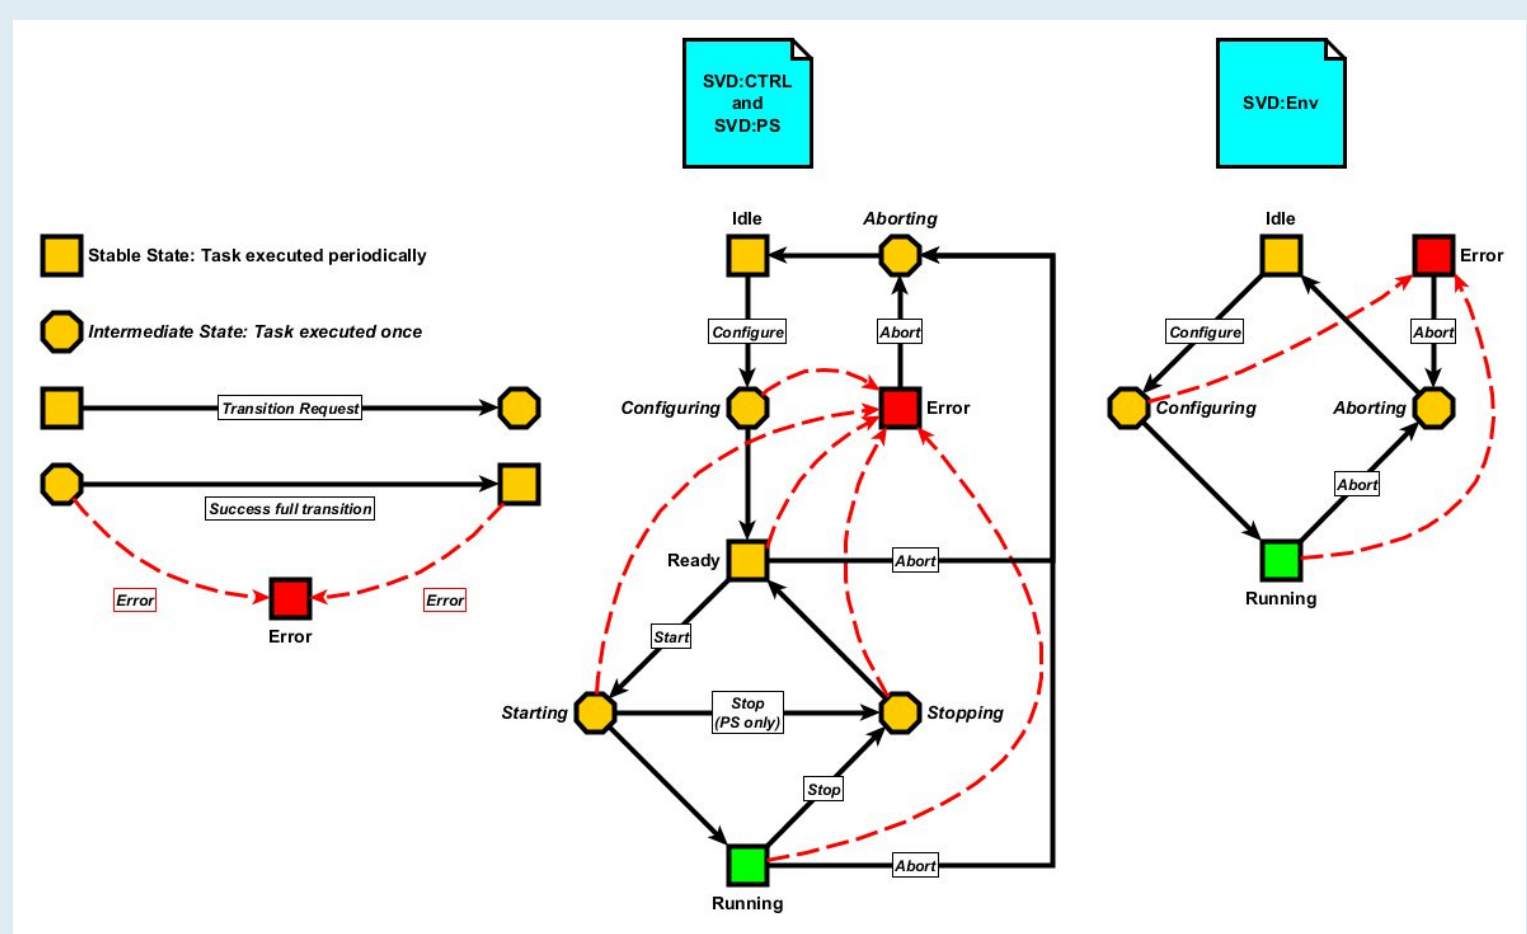 SVD:CTRL
and
SVD:PS
SVD:Env
Stable State: Task executed periodically
Intermediate State: Task executed once
Transition Request
Success full transition
Error
Error
Error
Idle
Aborting
Configure
Abort
Configuring
Error
Ready
Abort
Start
Starting
Stop
(PS only)
Stopping
Stop
Abort
Running
Idle
Error
Configure
Abort
Configuring
Aborting
Abort
Running